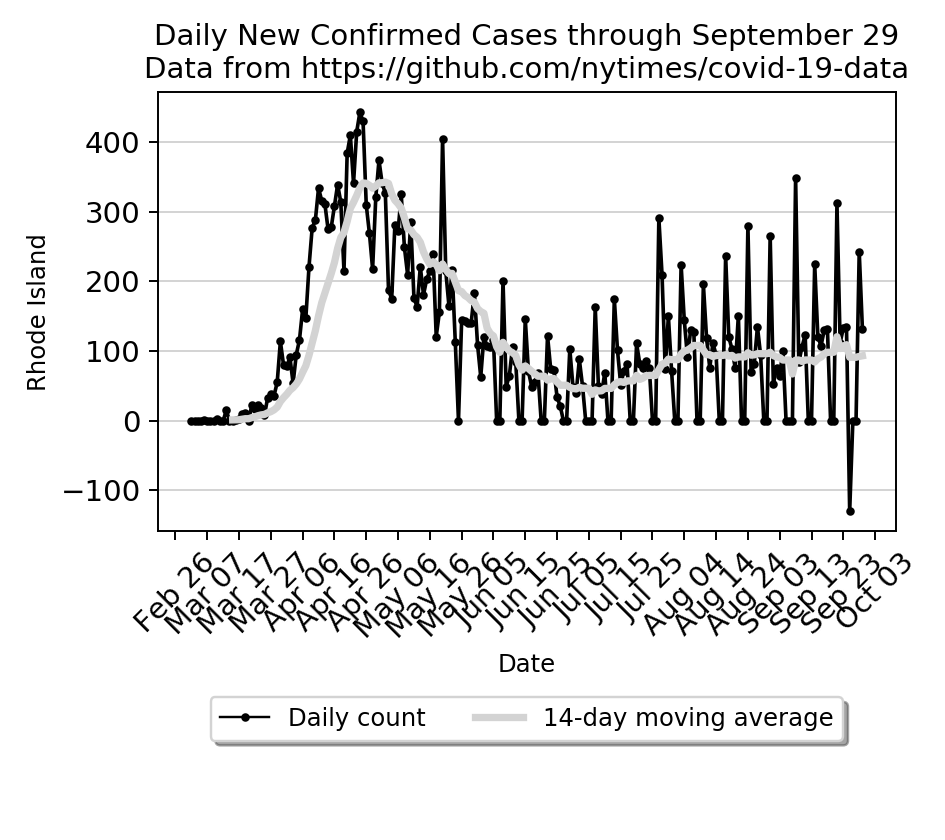 Daily New Confirmed Cases through September 29
Data from https://github.com/nytimes/covid-19-data
400
300
200
100
0
−100
Rhode Island
Feb 26
Mar 07
Mar 17
Mar 27
Apr 06
Apr 16
Apr 26
May 06
May 16
May 26
Jun 05
Jun 15
Jun 25
Jul 05
Jul 15
Jul 25
Aug 04
Aug 14
Aug 24
Sep 03
Sep 13
Sep 23
Oct 03
Date
Daily count
14-day moving average